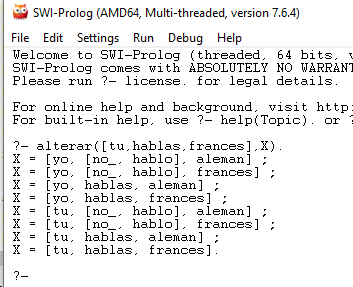 SWI-Prolog (AMD64, Multi-threaded, version 7.6.4)
File Edit Settings Run Debug Help
Welcome to SWI-Prolog (threaded, 64 bits,
SWI-Prolog comes with ABSOLUTELY NO WARRANT
Please run ?- license. for legal details.
For online help and background, visit http:
For built-in help, use ?- help(Topic). or ?
?- alterar([tu,hablas,frances],X).
X = [yo, [no_, hablo], aleman] ;
X = [yo, [no_, hablo], frances] ;
X = [yo, hablas, aleman] ;
X = [yo, hablas, frances] ;
X = [tu, [no_, hablo], aleman] ;
X = [tu, [no_, hablo], frances] ;
X = [tu, hablas, aleman] ;
X = [tu, hablas, frances].
?-